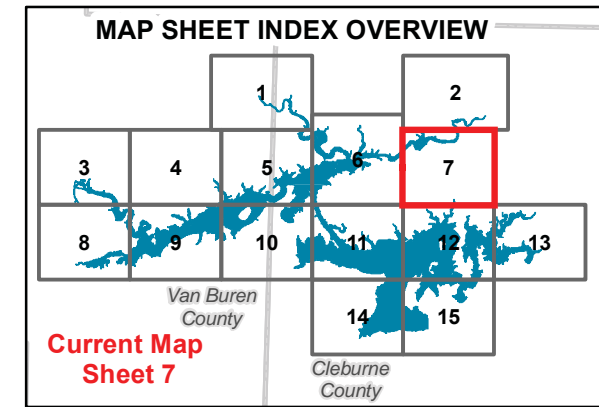 MAP SHEET INDEX OVERVIEW
1
2
3
4
5
6
7
8
9
10
11
12
13
Van Buren
County
14
15
Current Map
Sheet 7
Cleburne
County